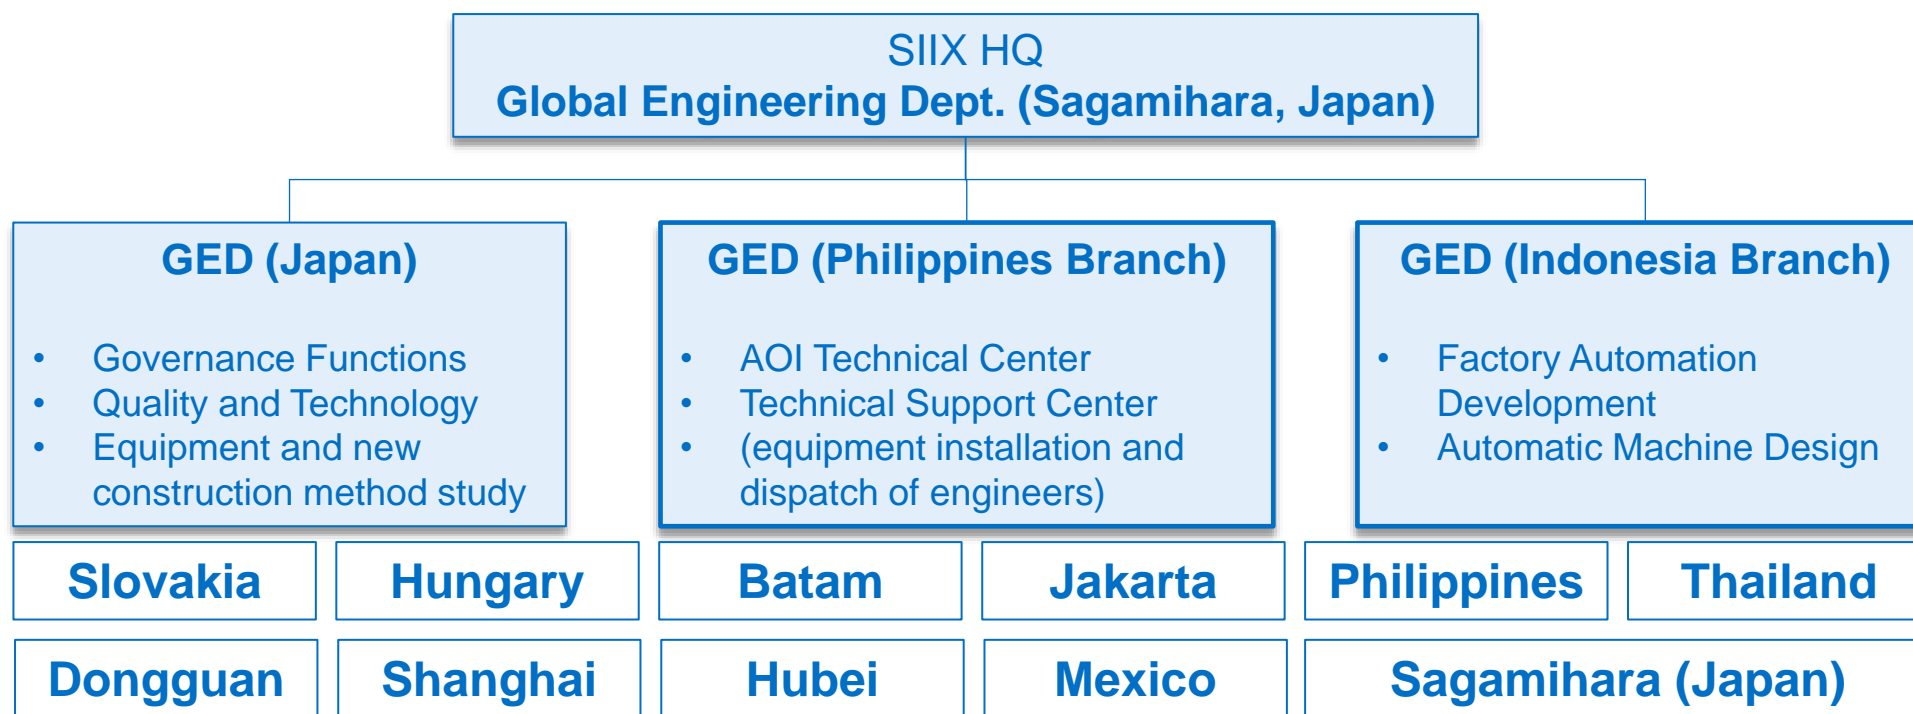 SIIX HQ
Global Engineering Dept. (Sagamihara, Japan)
GED (Japan)
• Governance Functions
• Quality and Technology
• Equipment and new
construction method study
GED (Philippines Branch)
• AOI Technical Center
• Technical Support Center
• (equipment installation and
dispatch of engineers)
GED (Indonesia Branch)
• Factory Automation
Development
• Automatic Machine Design
Slovakia
Hungary
Batam
Jakarta
Philippines
Thailand
Dongguan
Shanghai
Hubei
Mexico
Sagamihara (Japan)